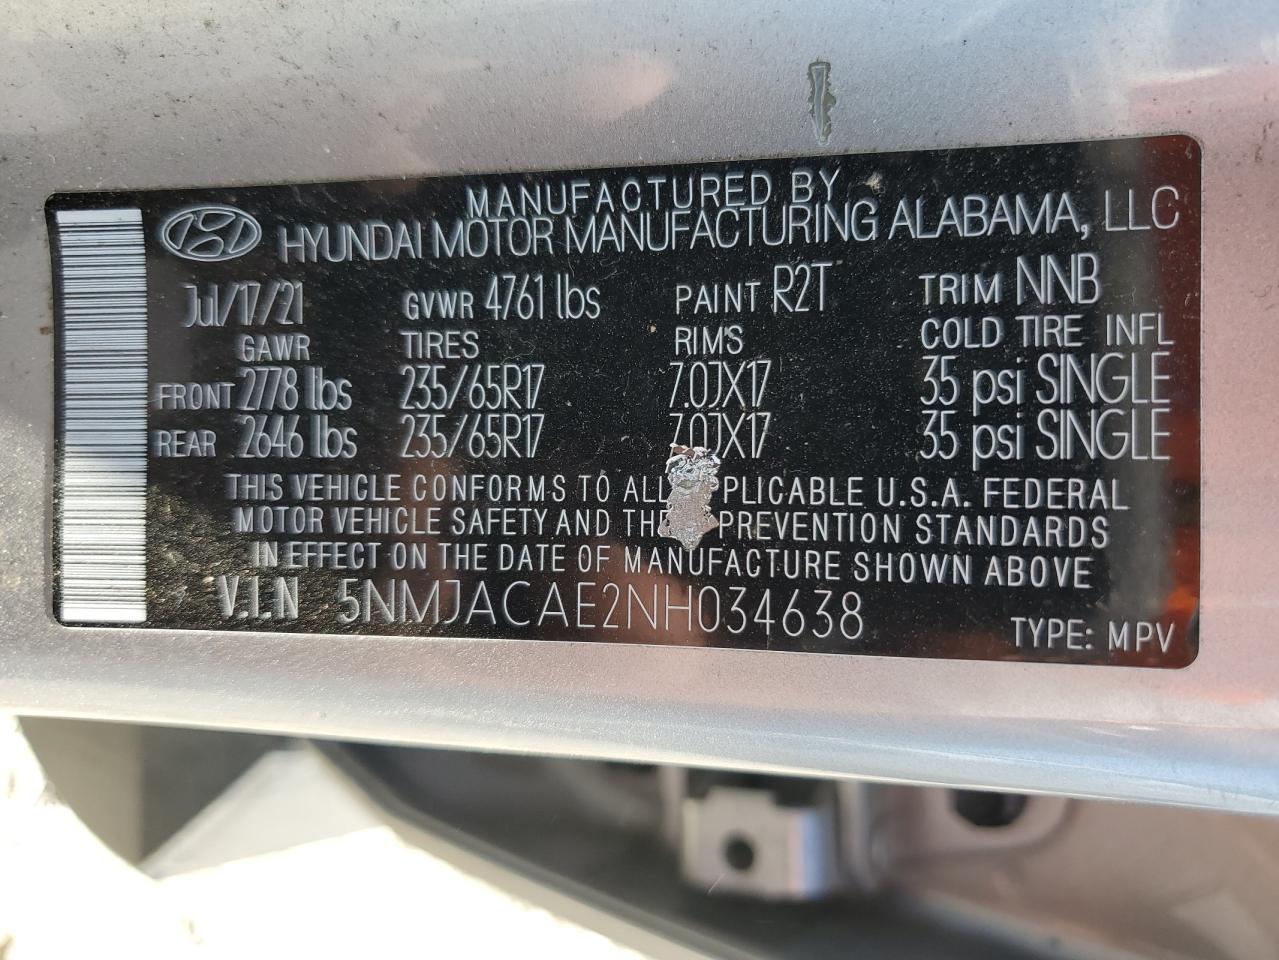 MANUFACTURED BY
HYUNDAI MOTOR MANUFACTURING ALABAMA, LLC
Jul/17/21 GVWR 4761 lbs PAINT R2T TRIM NNB
GAWR TIRES RIM'S COLD TIRE INFL
FRONT 2778 lbs 235/65R17 7.0JX17 35 psi SINGLE
REAR 2646 lbs 235/65R17 7.0JX17 35 psi SINGLE
THIS VEHICLE CONFORMS TO ALL PLICABLE U.S.A. FEDERAL
MOTOR VEHICLE SAFETY AND TH PREVENTION STANDARDS
IN EFFECT ON THE DATE OF MANUFACTURE SHOWN ABOVE
V.I.N 5NMJACAE2NH034638 TYPE: MPV